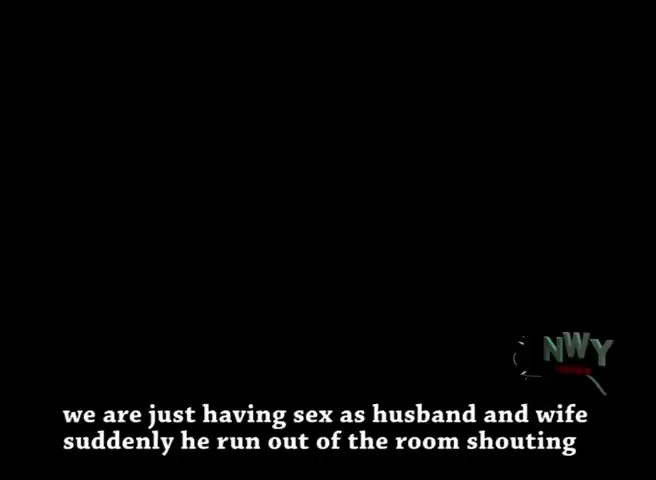 NWY
we are just having sex as husband and wife
suddenly he run out of the room shouting